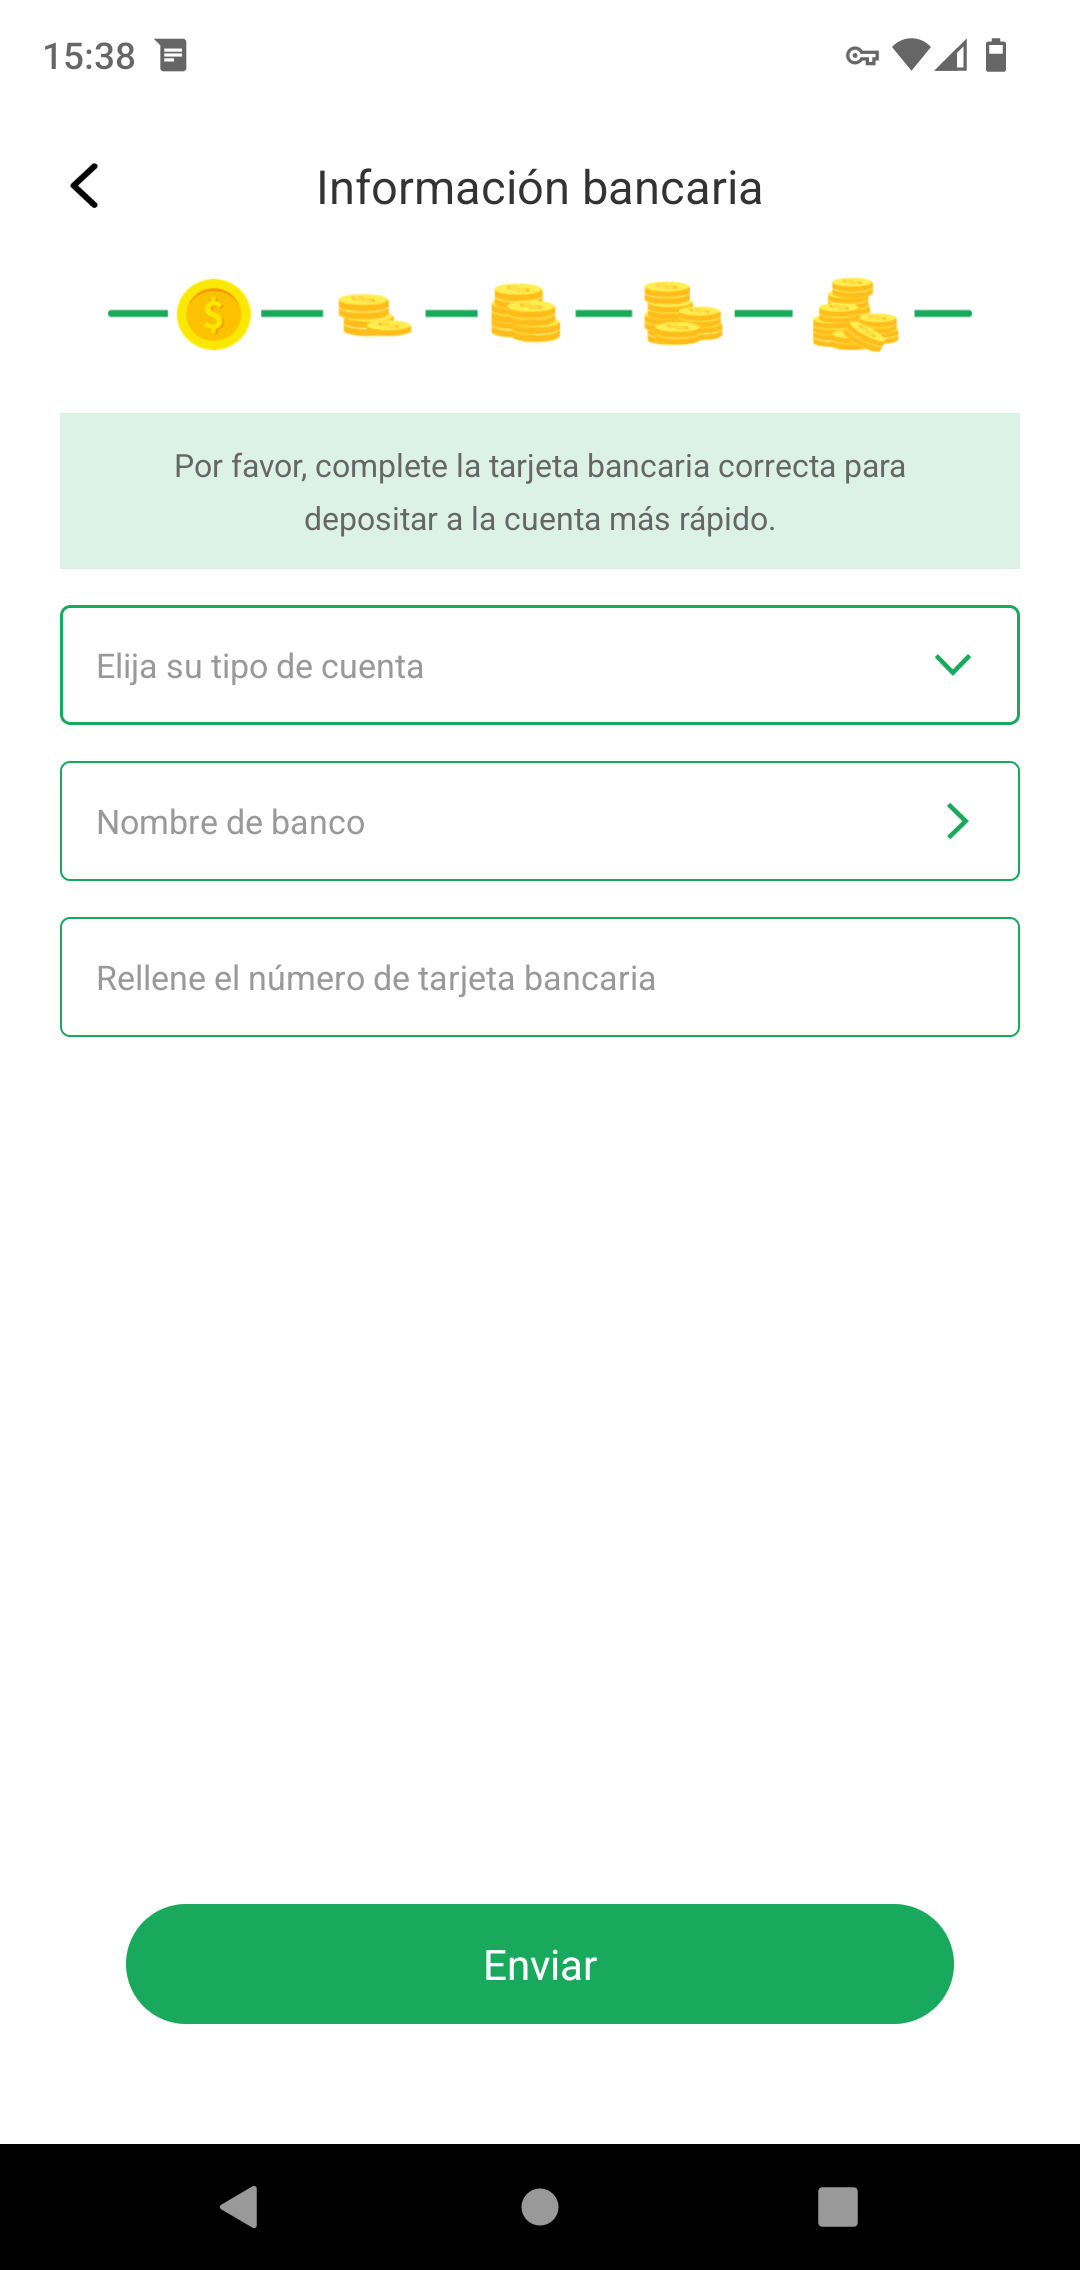 15:38
Información bancaria
Por favor, complete la tarjeta bancaria correcta para
depositar a la cuenta más rápido.
Elija su tipo de cuenta
Nombre de banco
Rellene el número de tarjeta bancaria
Enviar